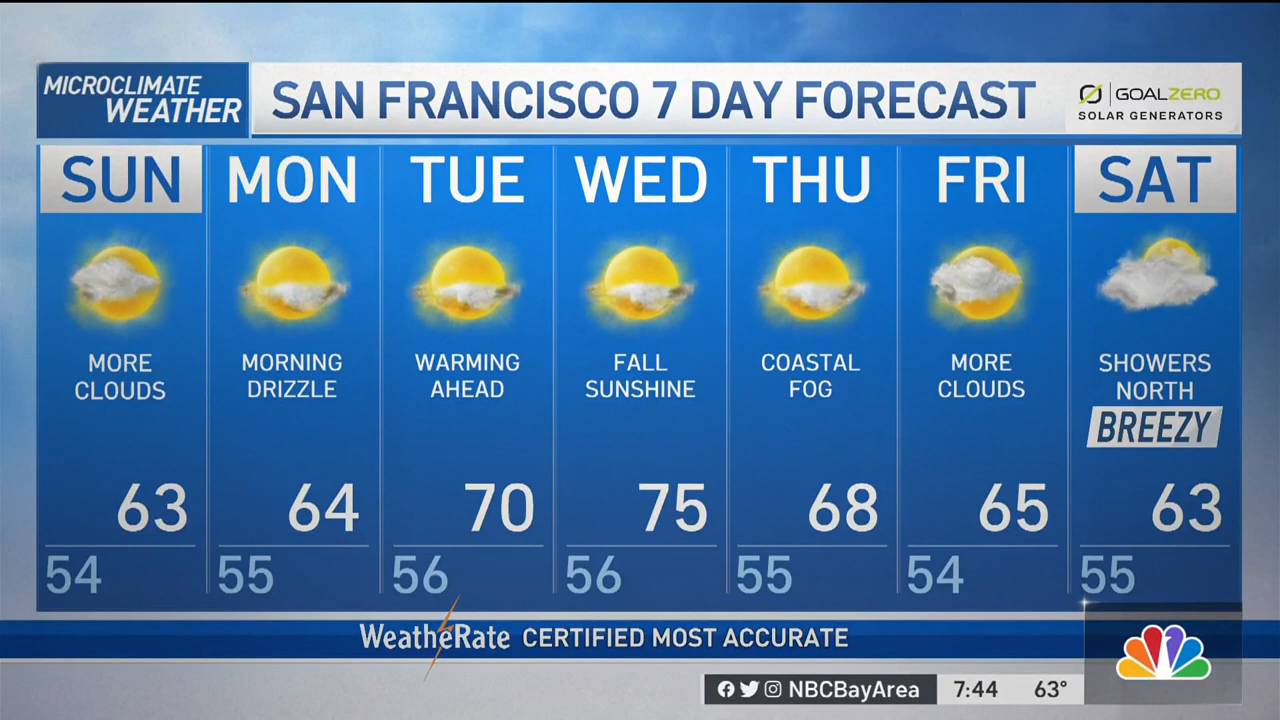 MICROCLIMATE
WEATHER
SAN FRANCISCO 7 DAY FORECAST
GOALZERO.
SOLAR GENERATORS
SUN
MORE
CLOUDS
63
54
MON
MORNING
DRIZZLE
64
55
TUE
WARMING
AHEAD
70
56
WED
FALL
SUNSHINE
75
56
THU
COASTAL
FOG
68
55
FRI
MORE
CLOUDS
65
54
SAT
SHOWERS
NORTH
BREEZY
63
55
WeatheRate CERTIFIED MOST ACCURATE
NBCBayArea 7:44 63°